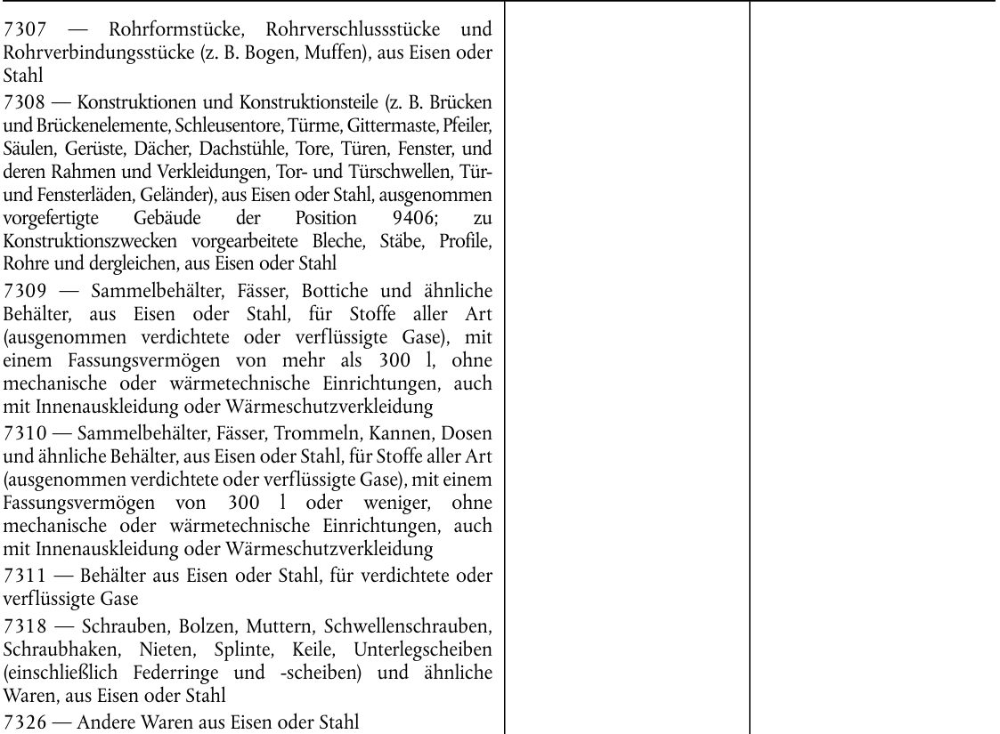 7307 — Rohrformstücke, Rohrverschlussstücke und
Rohrverbindungsstücke (z. B. Bogen, Muffen), aus Eisen oder
Stahl
7308 — Konstruktionen und Konstruktionsteile (z. B. Brücken
und Brückenelemente, Schleusentore, Türme, Gittermaste, Pfeiler,
Säulen, Gerüste, Dächer, Dachstühle, Tore, Türen, Fenster, und
deren Rahmen und Verkleidungen, Tor- und Türschwellen, Tür-
und Fensterläden, Geländer), aus Eisen oder Stahl, ausgenommen
vorgefertigte Gebäude der Position 9406; zu
Konstruktionszwecken vorgearbeitete Bleche, Stäbe, Profile,
Rohre und dergleichen, aus Eisen oder Stahl
7309 — Sammelbehälter, Fässer, Bottiche und ähnliche
Behälter, aus Eisen oder Stahl, für Stoffe aller Art
(ausgenommen verdichtete oder verflüssigte Gase), mit
einem Fassungsvermögen von mehr als 300 l, ohne
mechanische oder wärmetechnische Einrichtungen, auch
mit Innenauskleidung oder Wärmeschutzverkleidung
7310 — Sammelbehälter, Fässer, Trommeln, Kannen, Dosen
und ähnliche Behälter, aus Eisen oder Stahl, für Stoffe aller Art
(ausgenommen verdichtete oder verflüssigte Gase), mit einem
Fassungsvermögen von 300 l oder weniger, ohne
mechanische oder wärmetechnische Einrichtungen, auch
mit Innenauskleidung oder Wärmeschutzverkleidung
7311 — Behälter aus Eisen oder Stahl, für verdichtete oder
verflüssigte Gase
7318 — Schrauben, Bolzen, Muttern, Schwellenschrauben,
Schraubhaken, Nieten, Splinte, Keile, Unterlegscheiben
(einschließlich Federringe und -scheiben) und ähnliche
Waren, aus Eisen oder Stahl
7326 — Andere Waren aus Eisen oder Stahl